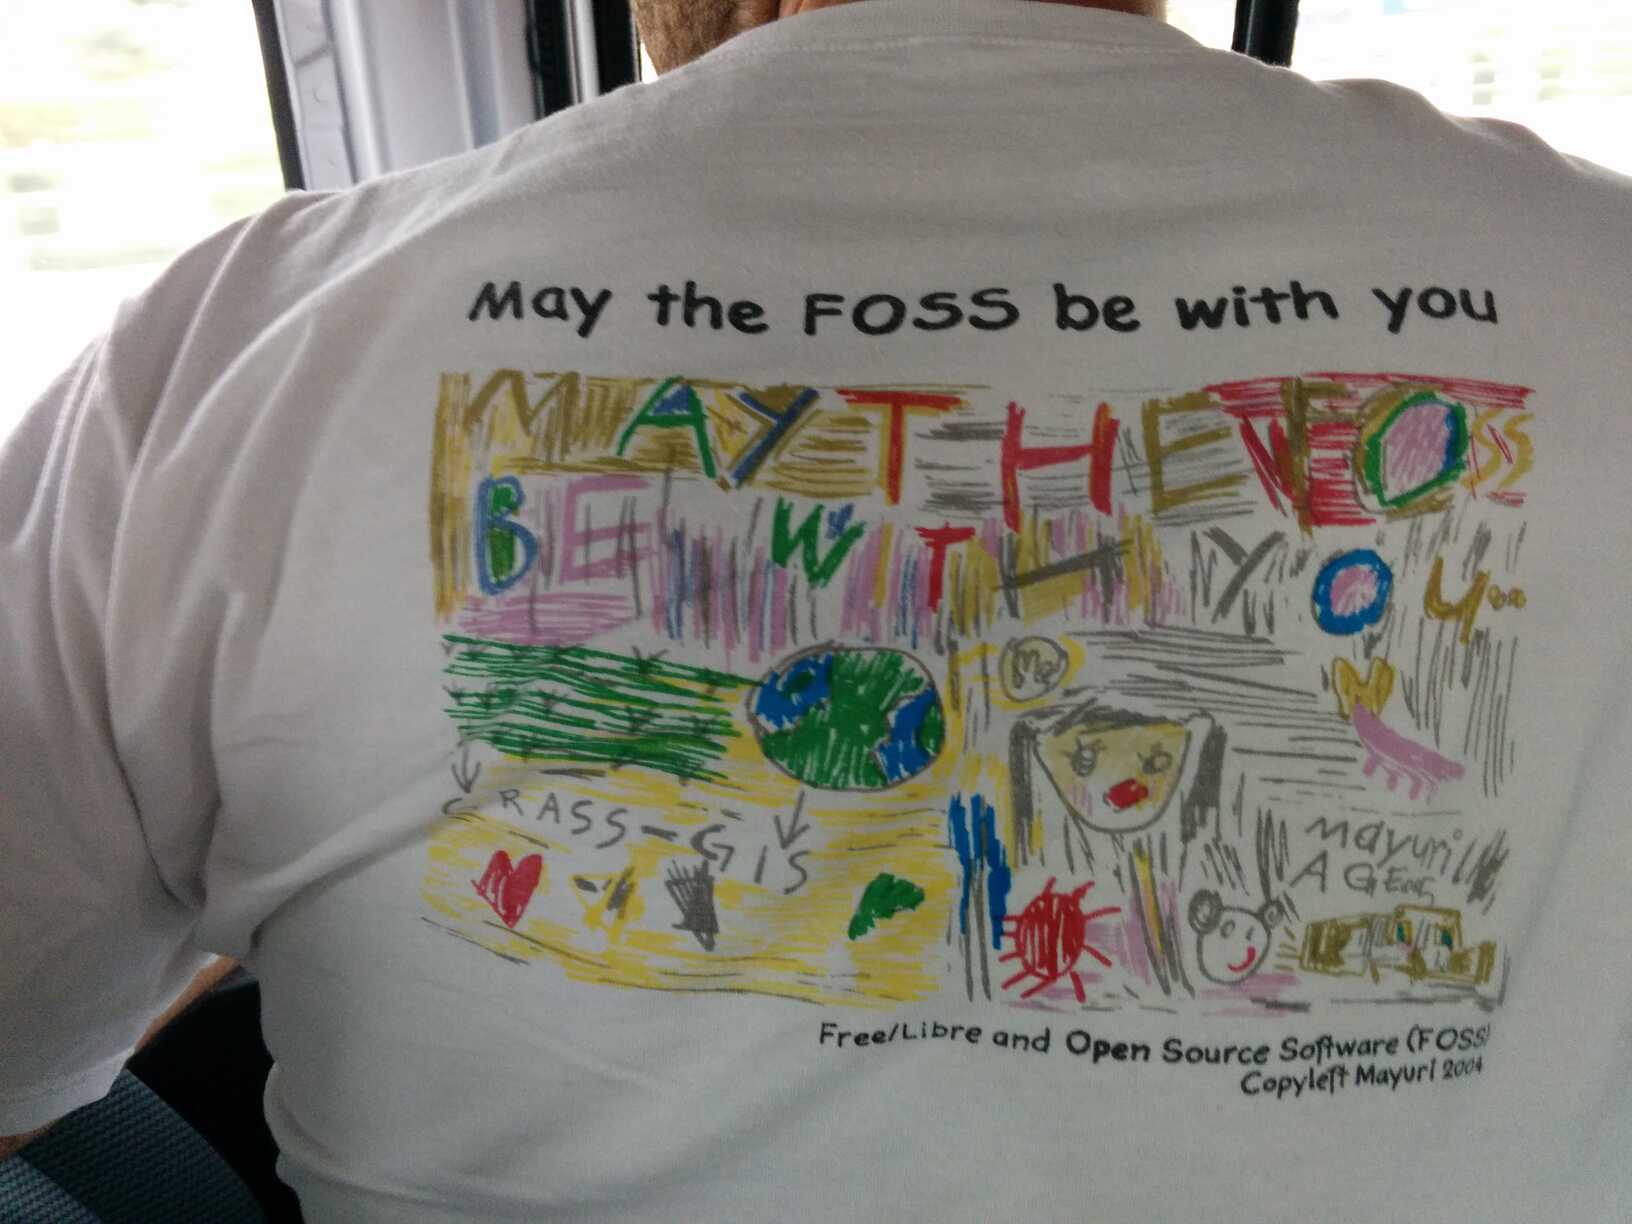 May the FOSS be with you
MAY THE FOSS
BE WITH YOU
Me!
GRASS-GIS
Mayuri
AGE
Free/Libre and Open Source Software (FOSS)
Copyleft Mayuri 2004